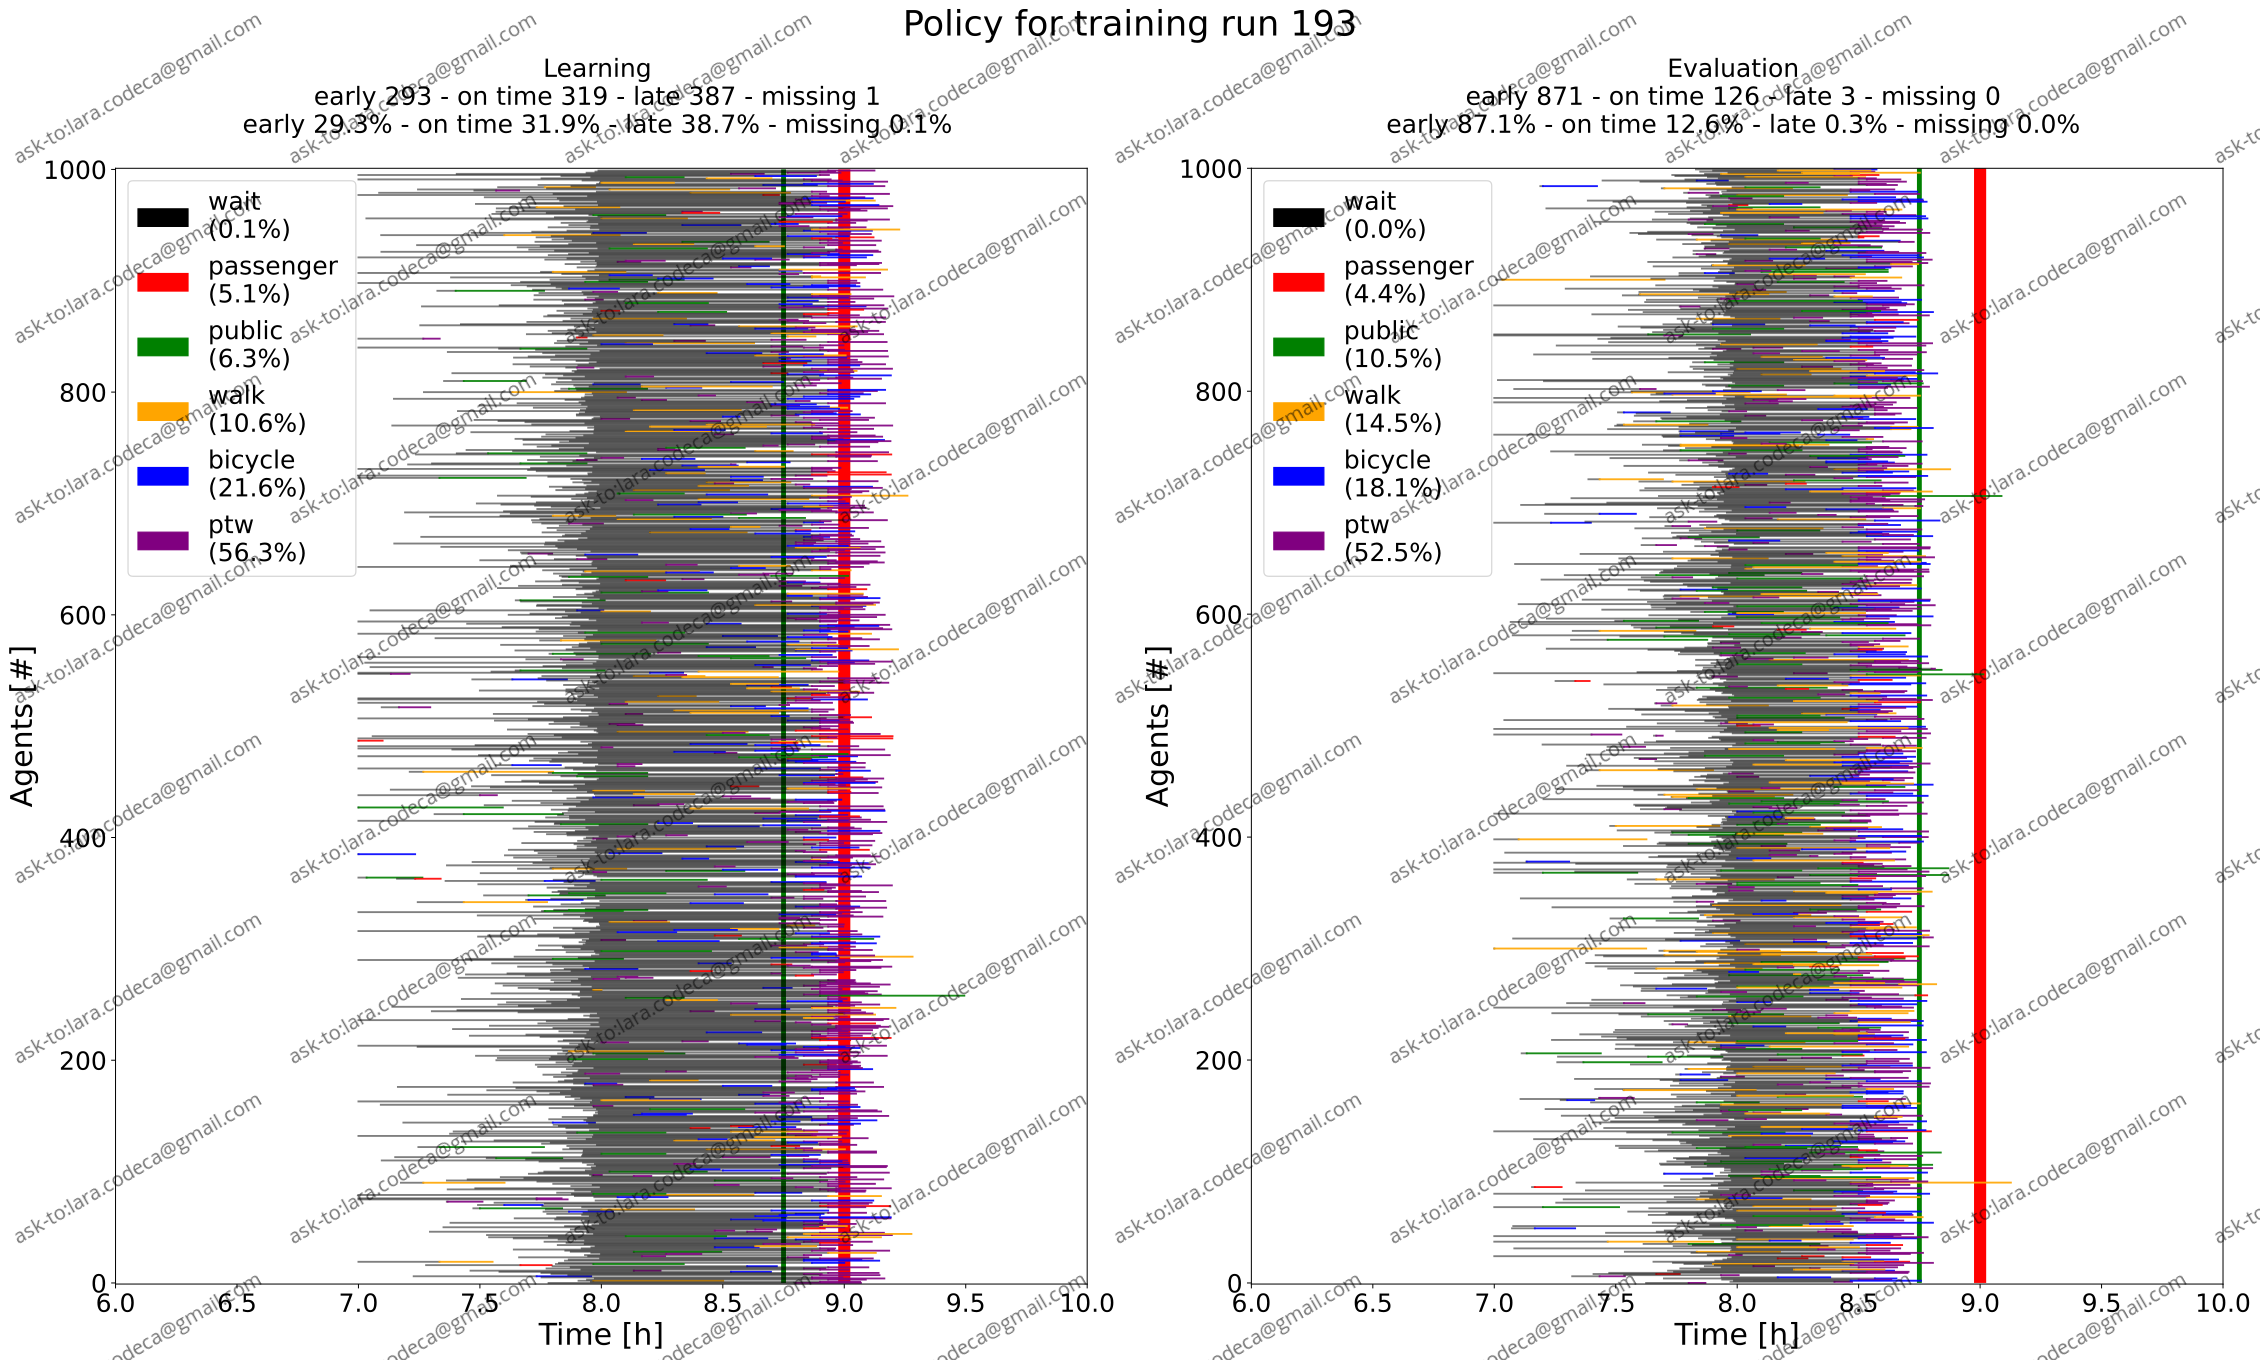 Policy for training run 193
Learning
early 293 - on time 319 - late 387 - missing 1
early 29.3% - on time 31.9% - late 38.7% - missing 0.1%
1000
800
600
400
200
0
Agents [#]
wait
(0.1%)
passenger
(5.1%)
public
(6.3%)
walk
(10.6%)
bicycle
(21.6%)
ptw
(56.3%)
6.0 6.5 7.0 7.5 8.0 8.5 9.0 9.5 10.0
Time [h]
Evaluation
early 871 - on time 126 - late 3 - missing 0
early 87.1% - on time 12.6% - late 0.3% - missing 0.0%
1000
800
600
400
200
0
Agents [#]
wait
(0.0%)
passenger
(4.4%)
public
(10.5%)
walk
(14.5%)
bicycle
(18.1%)
ptw
(52.5%)
6.0 6.5 7.0 7.5 8.0 8.5 9.0 9.5 10.0
Time [h]
ask-to:lara.codeca@gmail.com